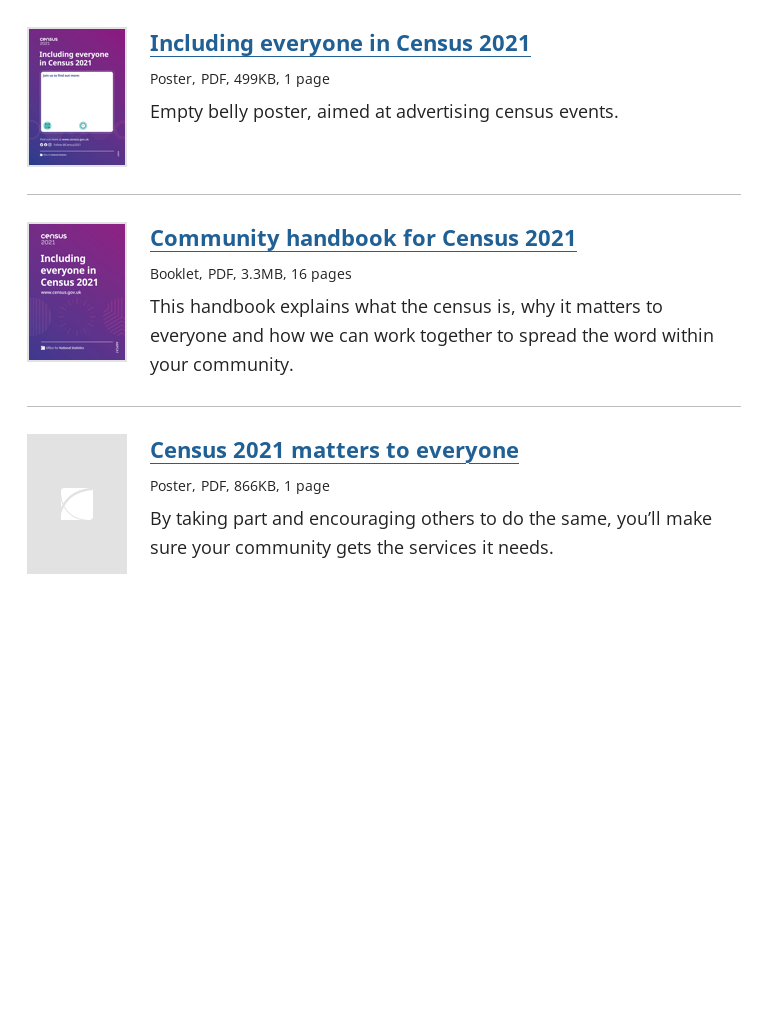 census
2021
Including everyone
in Census 2021
Join us to find out more:
Including everyone in Census 2021
Poster, PDF, 499KB, 1 page
Empty belly poster, aimed at advertising census events.
census
2021
Including
everyone in
Census 2021
www.census.gov.uk
Office for National Statistics
Community handbook for Census 2021
Booklet, PDF, 3.3MB, 16 pages
This handbook explains what the census is, why it matters to
everyone and how we can work together to spread the word within
your community.
Census 2021 matters to everyone
Poster, PDF, 866KB, 1 page
By taking part and encouraging others to do the same, you’ll make
sure your community gets the services it needs.